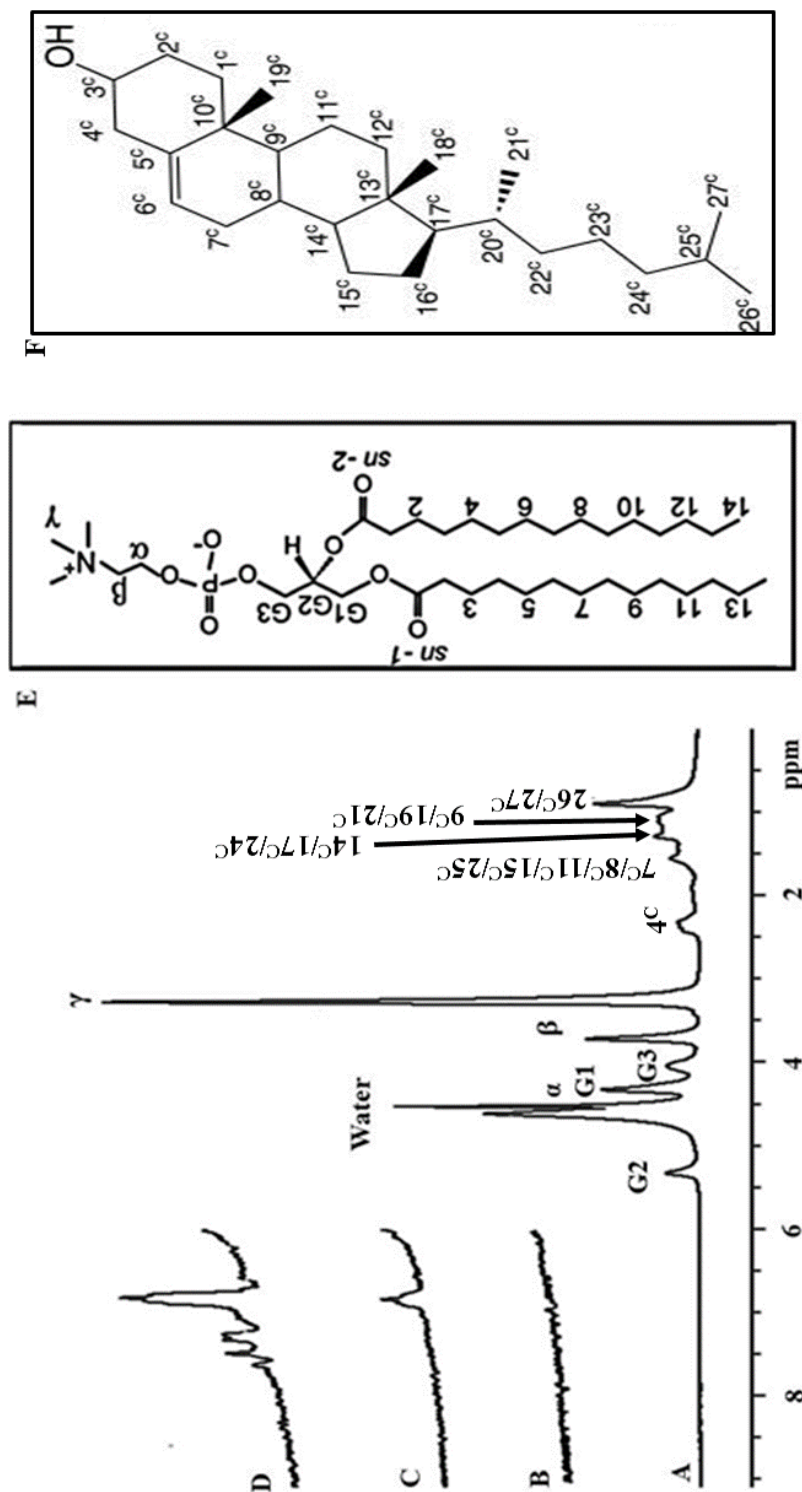 F
OH
3C
2C
4C
1C
10C
19C
5C
6C
9C
11C
8C
12C
7C
13C
18C
14C
17C
21C
15C
16C
20C
22C
23C
24C
25C
27C
26C
E
γ
N+
α
β
O
O-
P
O
O
G3
G2
G1
H
O
O
O
O
sn-1
sn-2
2
4
6
8
10
12
14
3
5
7
9
11
13
D
C
B
A
Water
γ
G2
α
G1
G3
β
4C
7C/8C/11C/15C/25C
14C/17C/24C
9C/19C/21C
26C/27C
8
6
4
2
ppm